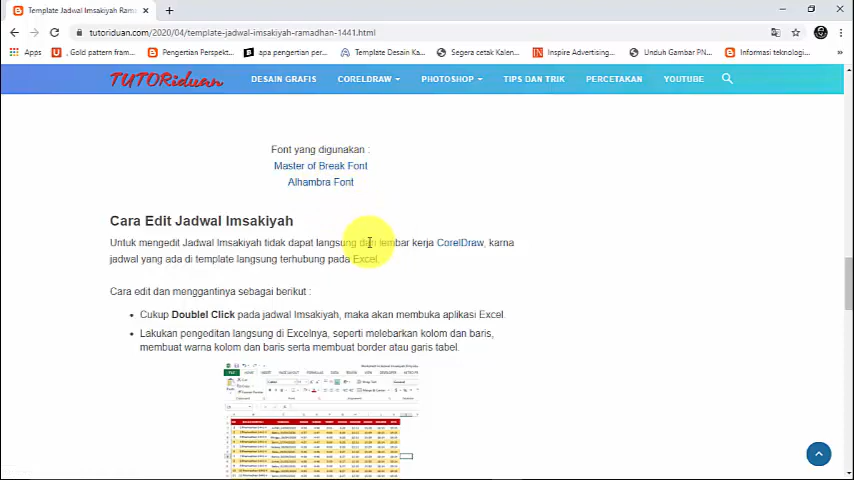 Template Jadwal Imsakiyah Rama
tutoriduan.com/2020/04/template-jadwal-imsakiyah-ramadhan-1441.html
Apps
, Gold pattern fram...
Pengertian Perspekt...
apa pengertian per...
Template Desain Ka...
Segera cetak Kalen...
Inspire Advertising...
Unduh Gambar PN...
Informasi teknologi...
TUTORiduan
DESAIN GRAFIS
CORELDRAW
PHOTOSHOP
TIPS DAN TRIK
PERCETAKAN
YOUTUBE
Font yang digunakan :
Master of Break Font
Alhambra Font
Cara Edit Jadwal Imsakiyah
Untuk mengedit Jadwal Imsakiyah tidak dapat langsung dari lembar kerja CorelDraw, karna
jadwal yang ada di template langsung terhubung pada Excel,
Cara edit dan menggantinya sebagai berikut :
Cukup Doublel Click pada jadwal Imsakiyah, maka akan membuka aplikasi Excel.
Lakukan pengeditan langsung di Excelnya, seperti melebarkan kolom dan baris,
membuat warna kolom dan baris serta membuat border atau garis tabel.